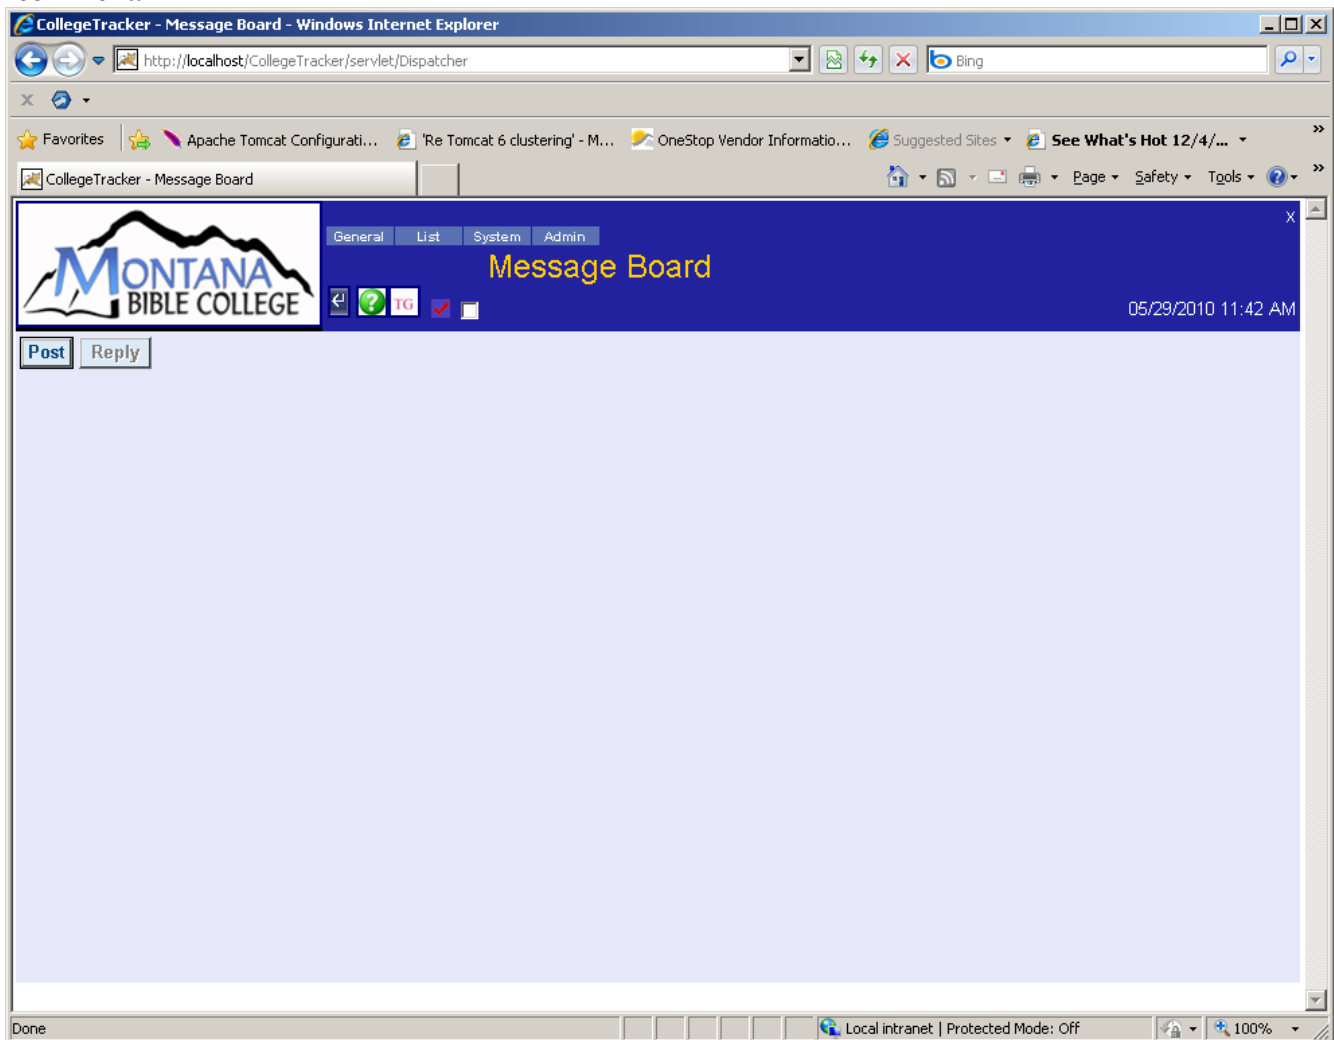 CollegeTracker - Message Board - Windows Internet Explorer
http://localhost/CollegeTracker/servlet/Dispatcher
Bing
x
Favorites Apache Tomcat Configurati... 'Re Tomcat 6 clustering' - M... OneStop Vendor Informatio... Suggested Sites See What's Hot 12/4/... »
CollegeTracker - Message Board Page Safety Tools »
MONTANA
BIBLE COLLEGE
X
General List System Admin
Message Board
TG
05/29/2010 11:42 AM
Post Reply
Done Local intranet | Protected Mode: Off 100%